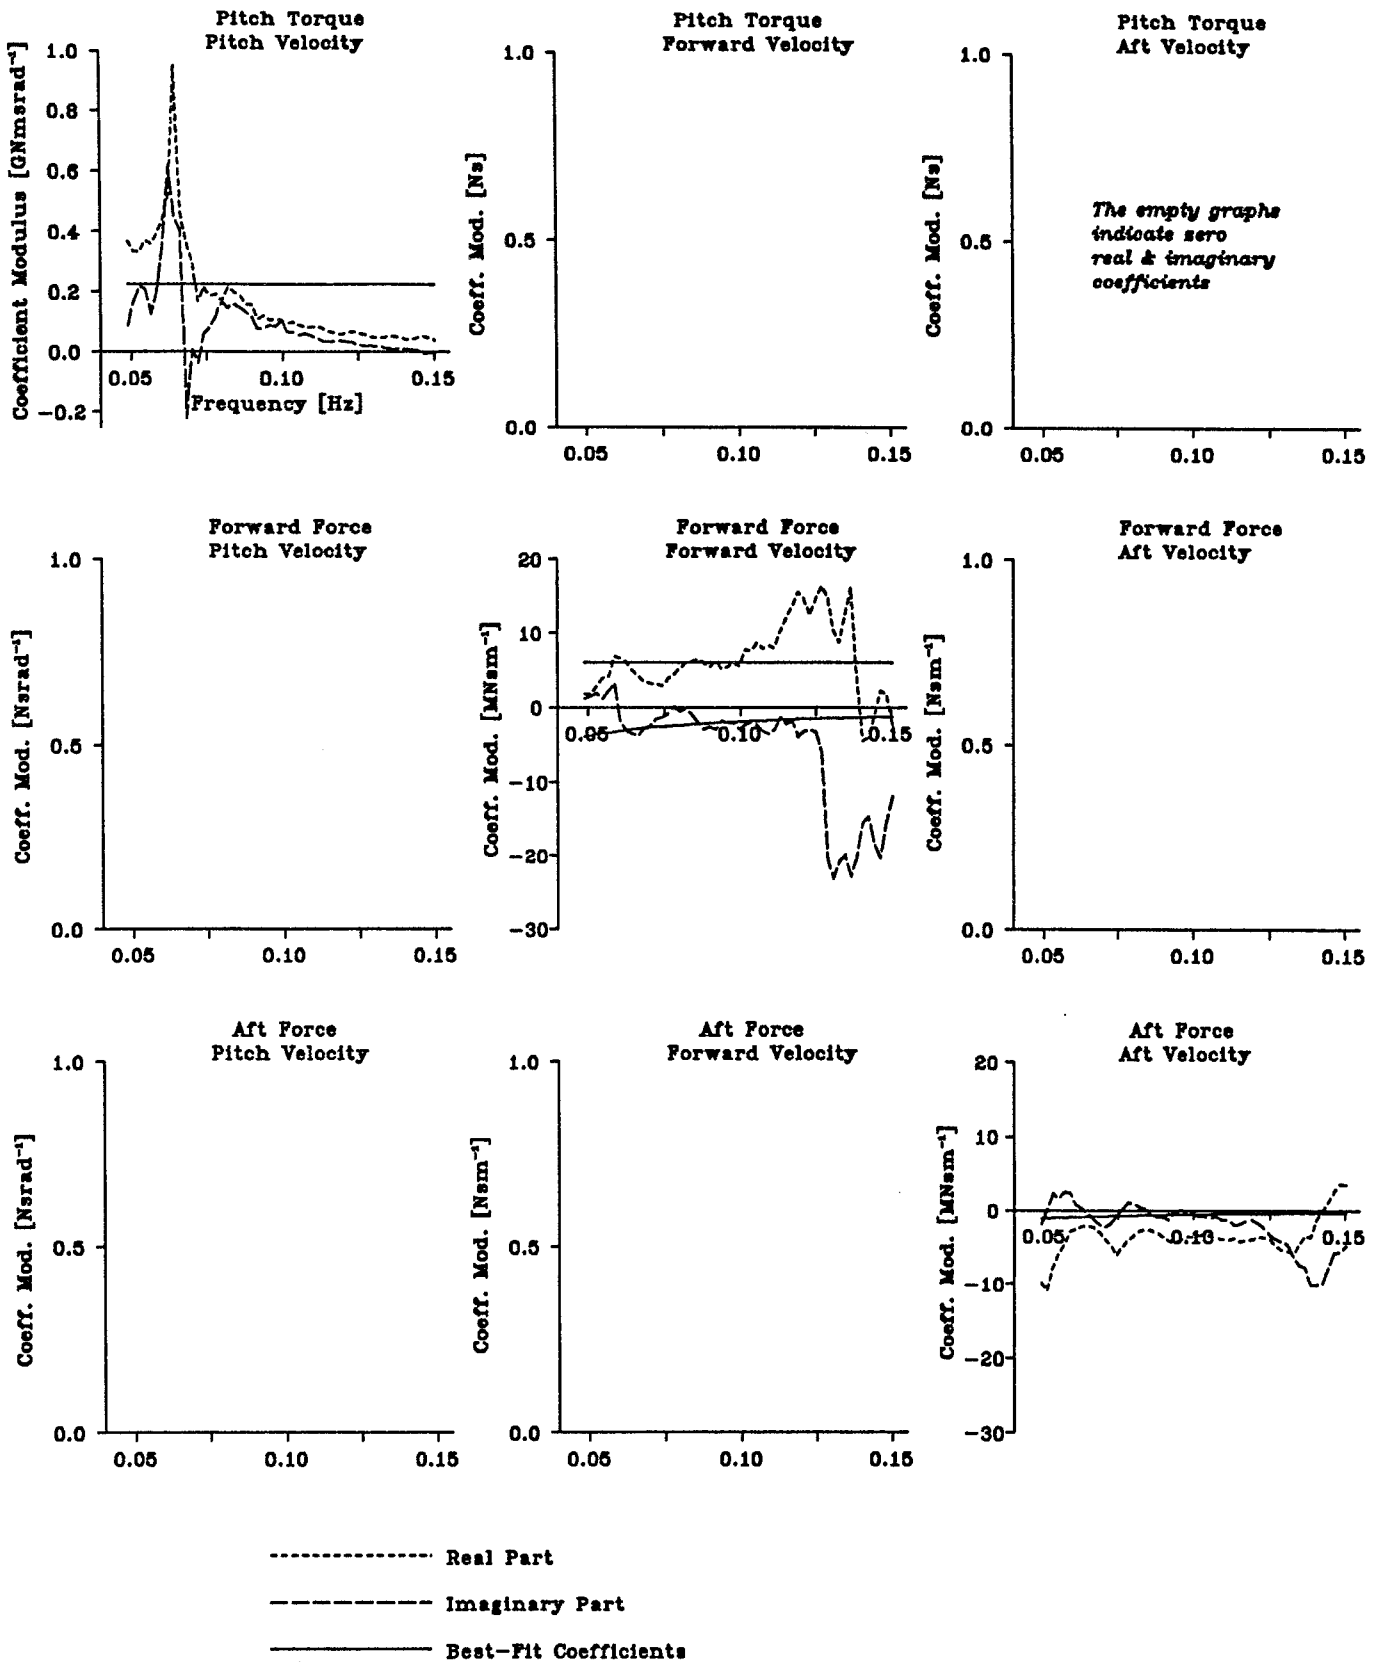 Pitch Torque
Pitch Velocity
Coefficient Modulus [GNmsrad⁻¹]
1.0
0.8
0.6
0.4
0.2
0.0
-0.2
0.05
0.10
0.15
Frequency [Hz]
Pitch Torque
Forward Velocity
Coeff. Mod. [Ns]
1.0
0.5
0.0
0.05
0.10
0.15
Pitch Torque
Aft Velocity
Coeff. Mod. [Ns]
1.0
0.5
0.0
The empty graphs
indicate zero
real & imaginary
coefficients
0.05
0.10
0.15
Forward Force
Pitch Velocity
Coeff. Mod. [Nsrad⁻¹]
1.0
0.5
0.0
0.05
0.10
0.15
Forward Force
Forward Velocity
Coeff. Mod. [MNsm⁻¹]
20
10
0
-10
-20
-30
0.05
0.10
0.15
Forward Force
Aft Velocity
Coeff. Mod. [Nsm⁻¹]
1.0
0.5
0.0
0.05
0.10
0.15
Aft Force
Pitch Velocity
Coeff. Mod. [Nsrad⁻¹]
1.0
0.5
0.0
0.05
0.10
0.15
Aft Force
Forward Velocity
Coeff. Mod. [Nsm⁻¹]
1.0
0.5
0.0
0.05
0.10
0.15
Aft Force
Aft Velocity
Coeff. Mod. [MNsm⁻¹]
20
10
0
-10
-20
-30
0.05
0.10
0.15
Real Part
Imaginary Part
Best-Fit Coefficients